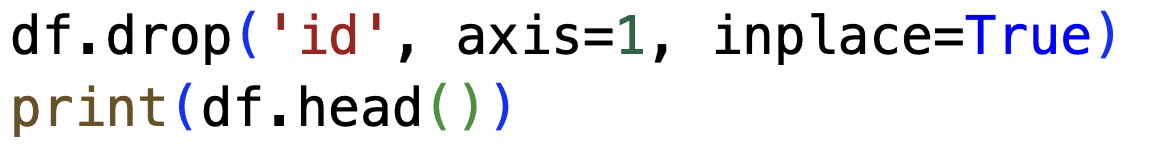 df.drop('id', axis=1, inplace=True)
print(df.head())